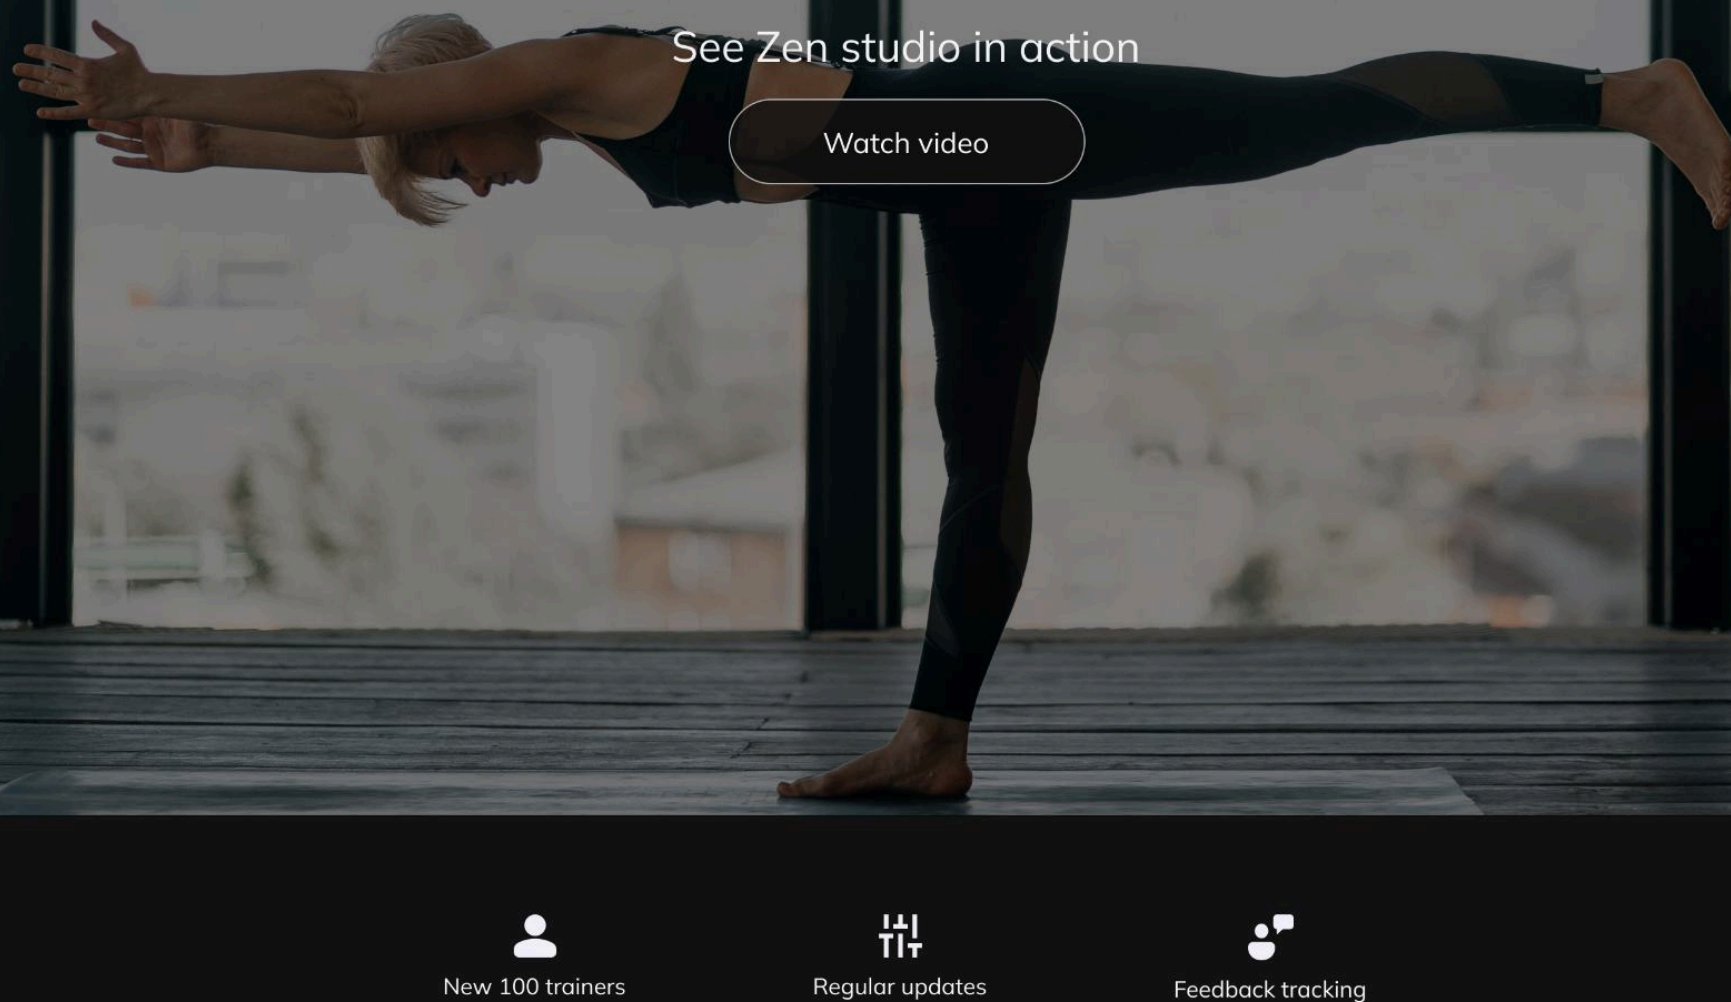 See Zen studio in action
Watch video
New 100 trainers
Regular updates
Feedback tracking